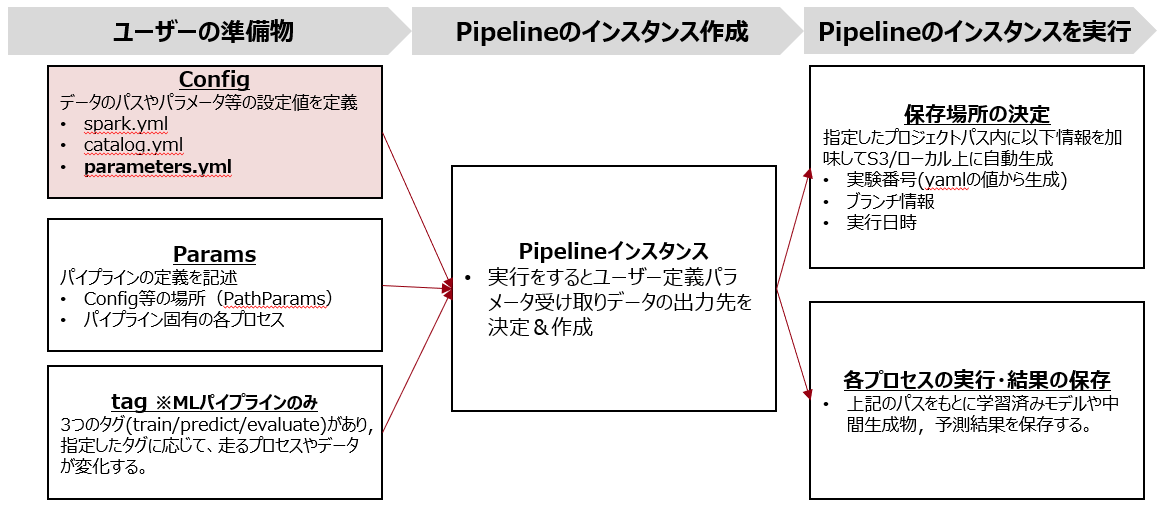 ユーザーの準備物
Pipelineのインスタンス作成
Pipelineのインスタンスを実行
Config
データのパスやパラメータ等の設定値を定義
• spark.yml
• catalog.yml
• parameters.yml
Params
パイプラインの定義を記述
• Config等の場所（PathParams）
• パイプライン固有の各プロセス
tag ※MLパイプラインのみ
3つのタグ(train/predict/evaluate)があり,
指定したタグに応じて、走るプロセスやデータ
が変化する。
Pipelineインスタンス
• 実行をするとユーザー定義パラ
メータ受け取りデータの出力先を
決定＆作成
保存場所の決定
指定したプロジェクトパス内に以下情報を加
味してS3/ローカル上に自動生成
• 実験番号(yamlの値から生成)
• ブランチ情報
• 実行日時
各プロセスの実行・結果の保存
• 上記のパスをもとに学習済みモデルや中
間生成物，予測結果を保存する。